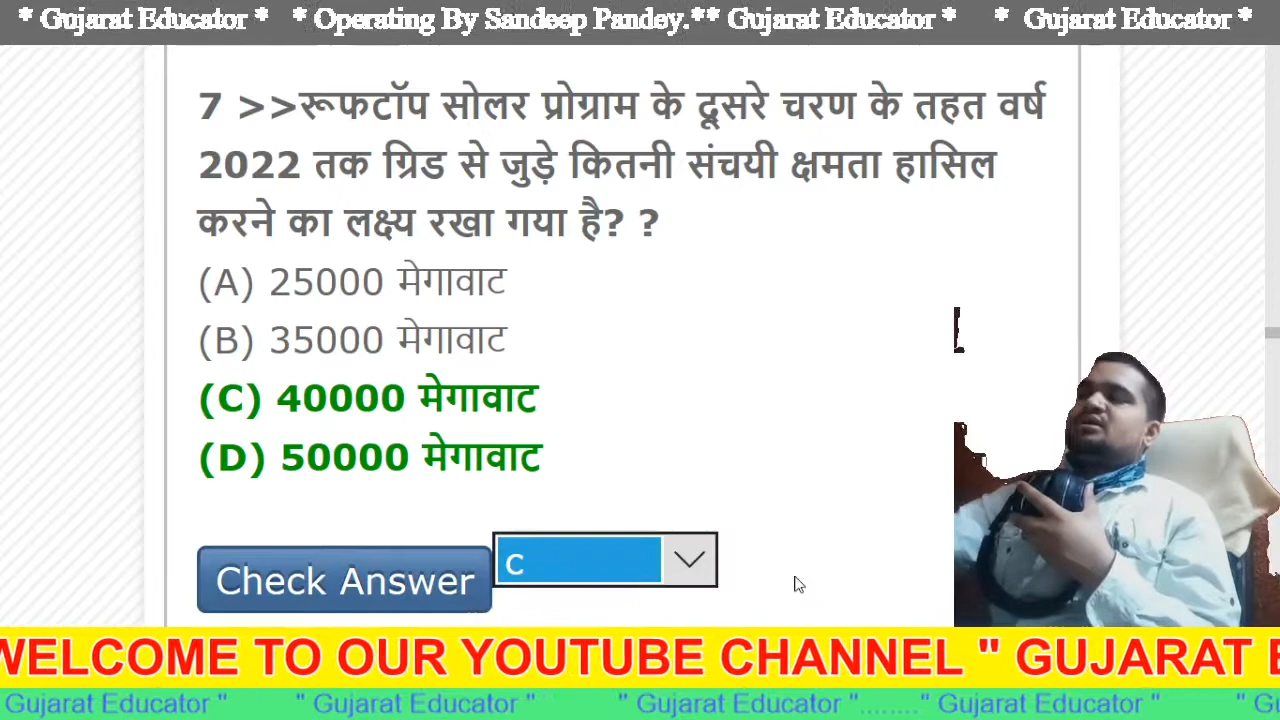 * Gujarat Educator *   * Operating By Sandeep Pandey.** Gujarat Educator *   * Gujarat Educator *
7 >>रूफटॉप सोलर प्रोग्राम के दूसरे चरण के तहत वर्ष
2022 तक ग्रिड से जुड़े कितनी संचयी क्षमता हासिल
करने का लक्ष्य रखा गया है? ?
(A) 25000 मेगावाट
(B) 35000 मेगावाट
(C) 40000 मेगावाट
(D) 50000 मेगावाट
Check Answer c
WELCOME TO OUR YOUTUBE CHANNEL " GUJARAT E
Gujarat Educator "   " Gujarat Educator "   " Gujarat Educator "........" Gujarat Educator "   " Gu